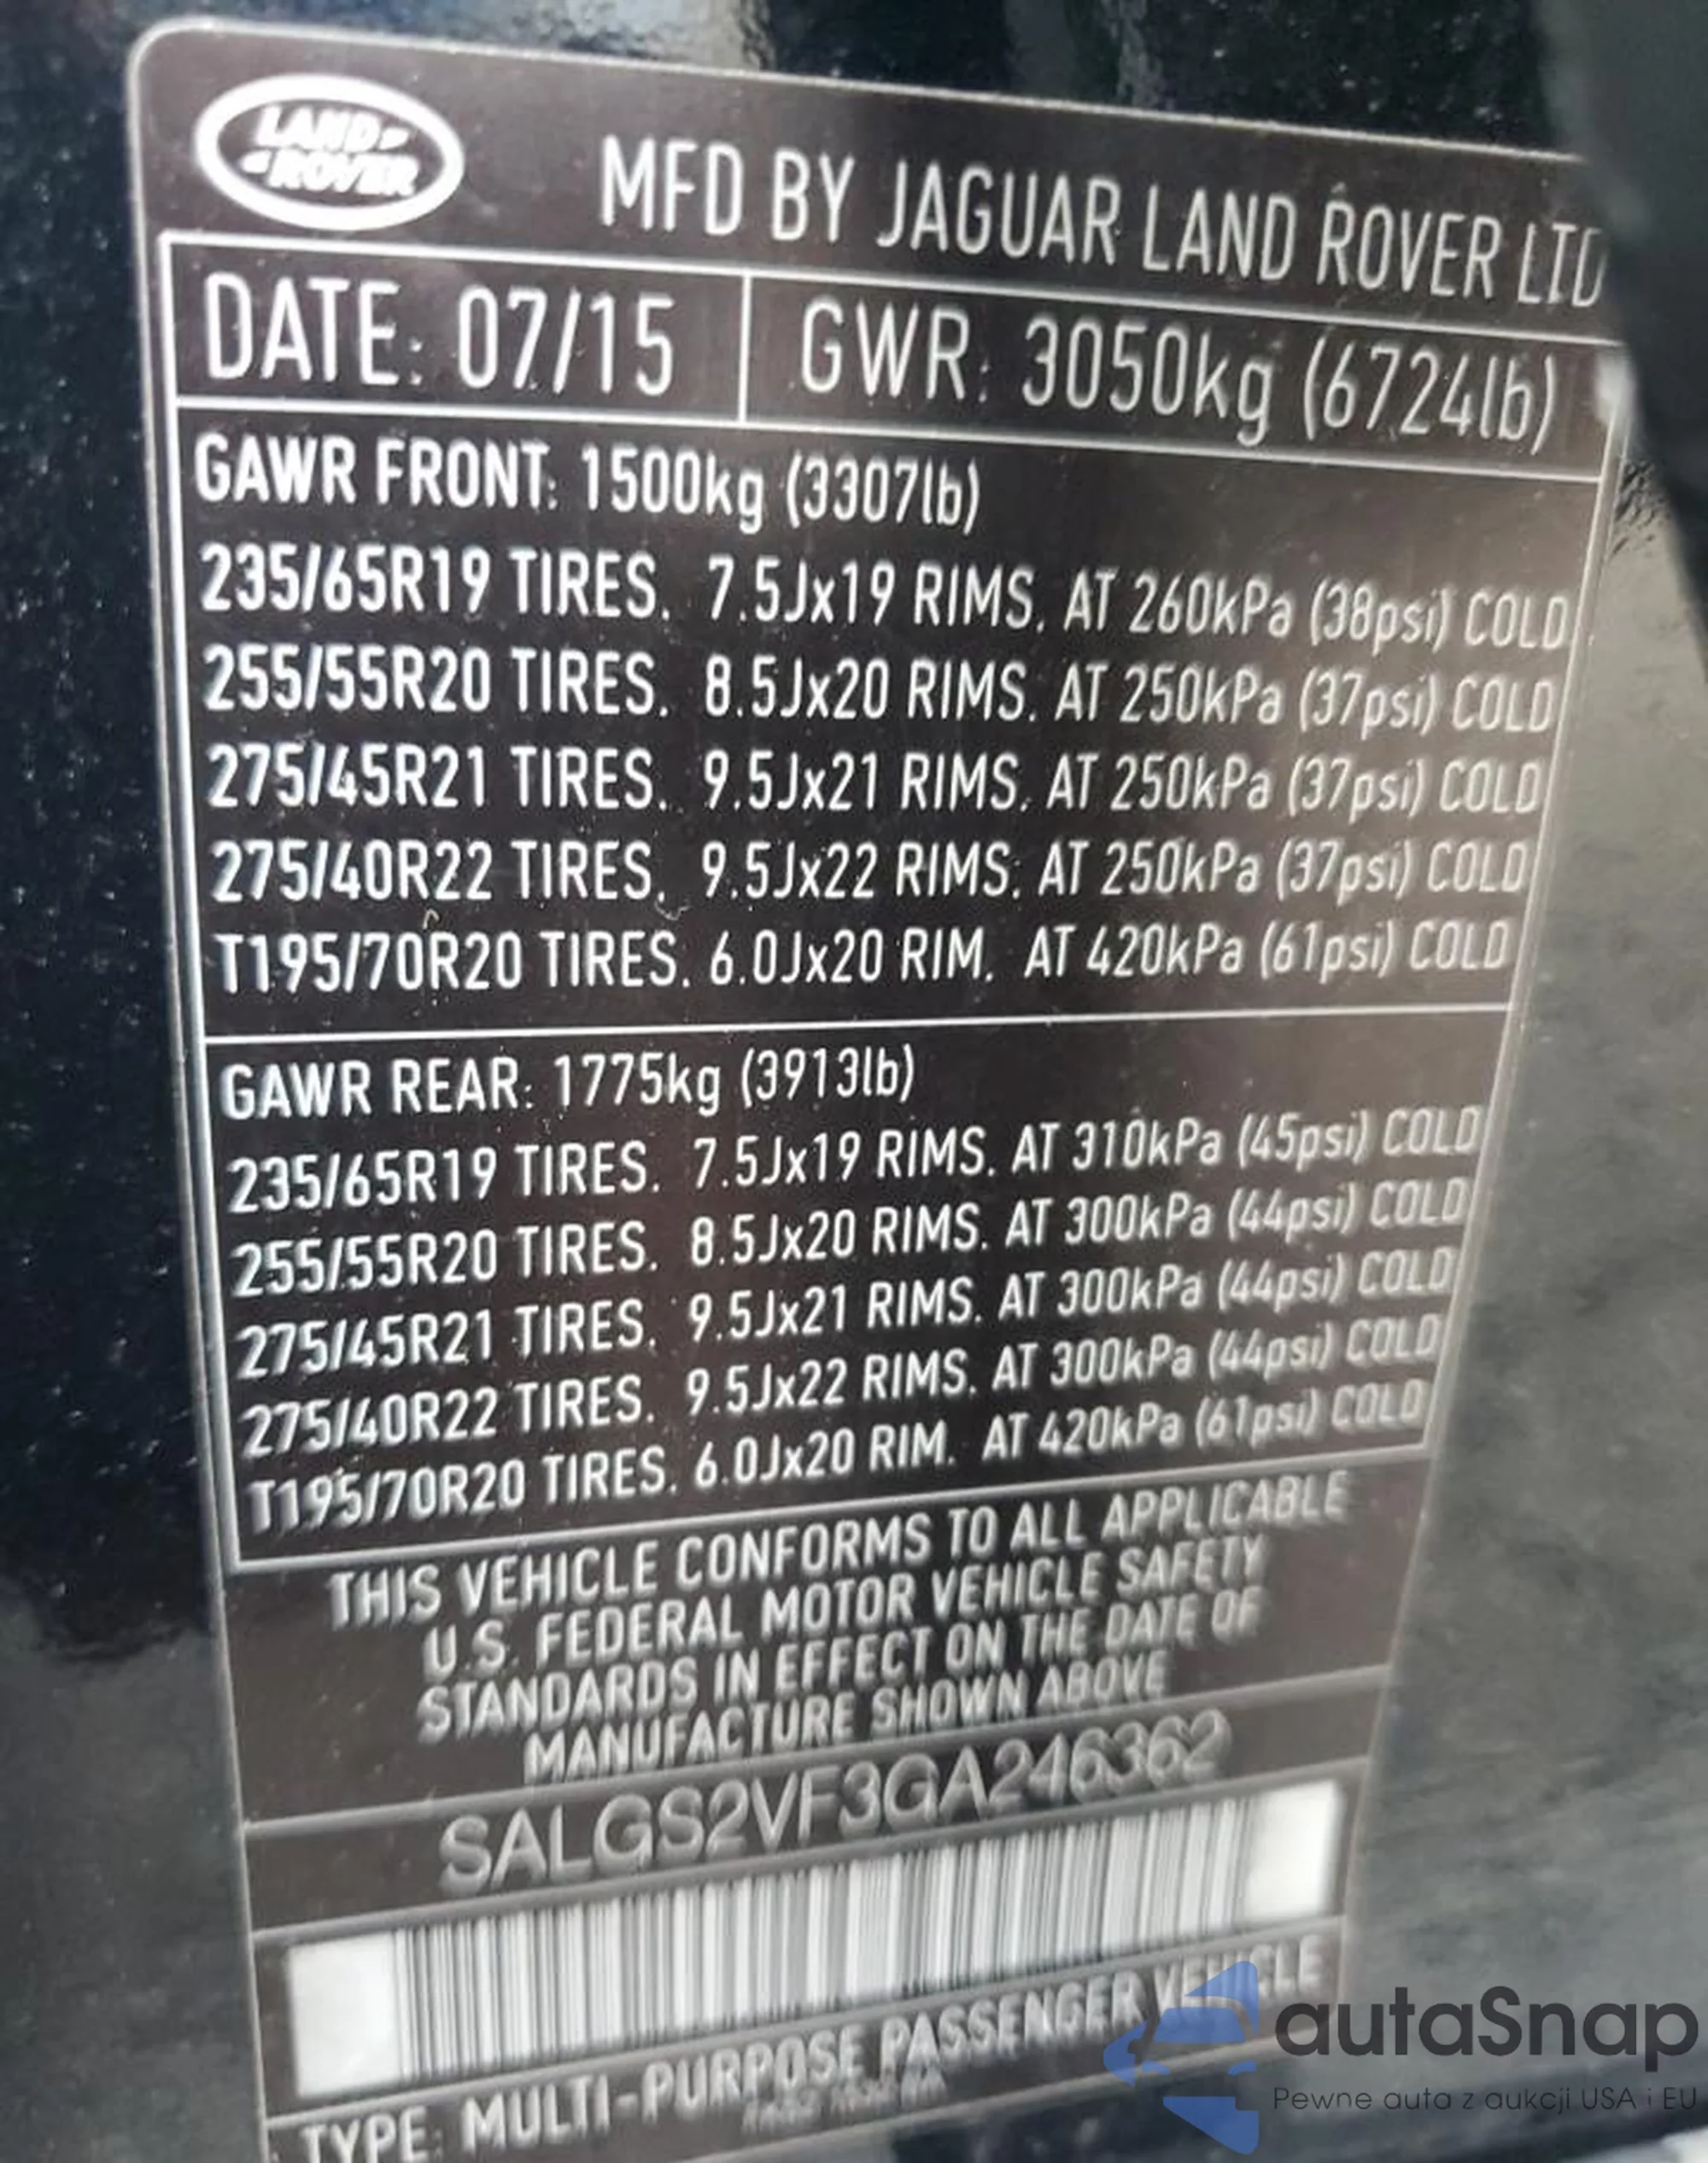 LAND-
-ROVER
MFD BY JAGUAR LAND ROVER LTD
DATE: 07/15 GWR: 3050kg (6724lb)
GAWR FRONT: 1500kg (3307lb)
235/65R19 TIRES. 7.5Jx19 RIMS. AT 260kPa (38psi) COLD
255/55R20 TIRES. 8.5Jx20 RIMS. AT 250kPa (37psi) COLD
275/45R21 TIRES. 9.5Jx21 RIMS. AT 250kPa (37psi) COLD
275/40R22 TIRES. 9.5Jx22 RIMS. AT 250kPa (37psi) COLD
T195/70R20 TIRES. 6.0Jx20 RIM. AT 420kPa (61psi) COLD
GAWR REAR: 1775kg (3913lb)
235/65R19 TIRES. 7.5Jx19 RIMS. AT 310kPa (45psi) COLD
255/55R20 TIRES. 8.5Jx20 RIMS. AT 300kPa (44psi) COLD
275/45R21 TIRES. 9.5Jx21 RIMS. AT 300kPa (44psi) COLD
275/40R22 TIRES. 9.5Jx22 RIMS. AT 300kPa (44psi) COLD
T195/70R20 TIRES. 6.0Jx20 RIM. AT 420kPa (61psi) COLD
THIS VEHICLE CONFORMS TO ALL APPLICABLE
U.S. FEDERAL MOTOR VEHICLE SAFETY
STANDARDS IN EFFECT ON THE DATE OF
MANUFACTURE SHOWN ABOVE
SALGS2VF3GA246362
TYPE: MULTI-PURPOSE PASSENGER VEHICLE
autaSnap
Pewne auta z aukcji USA i EU